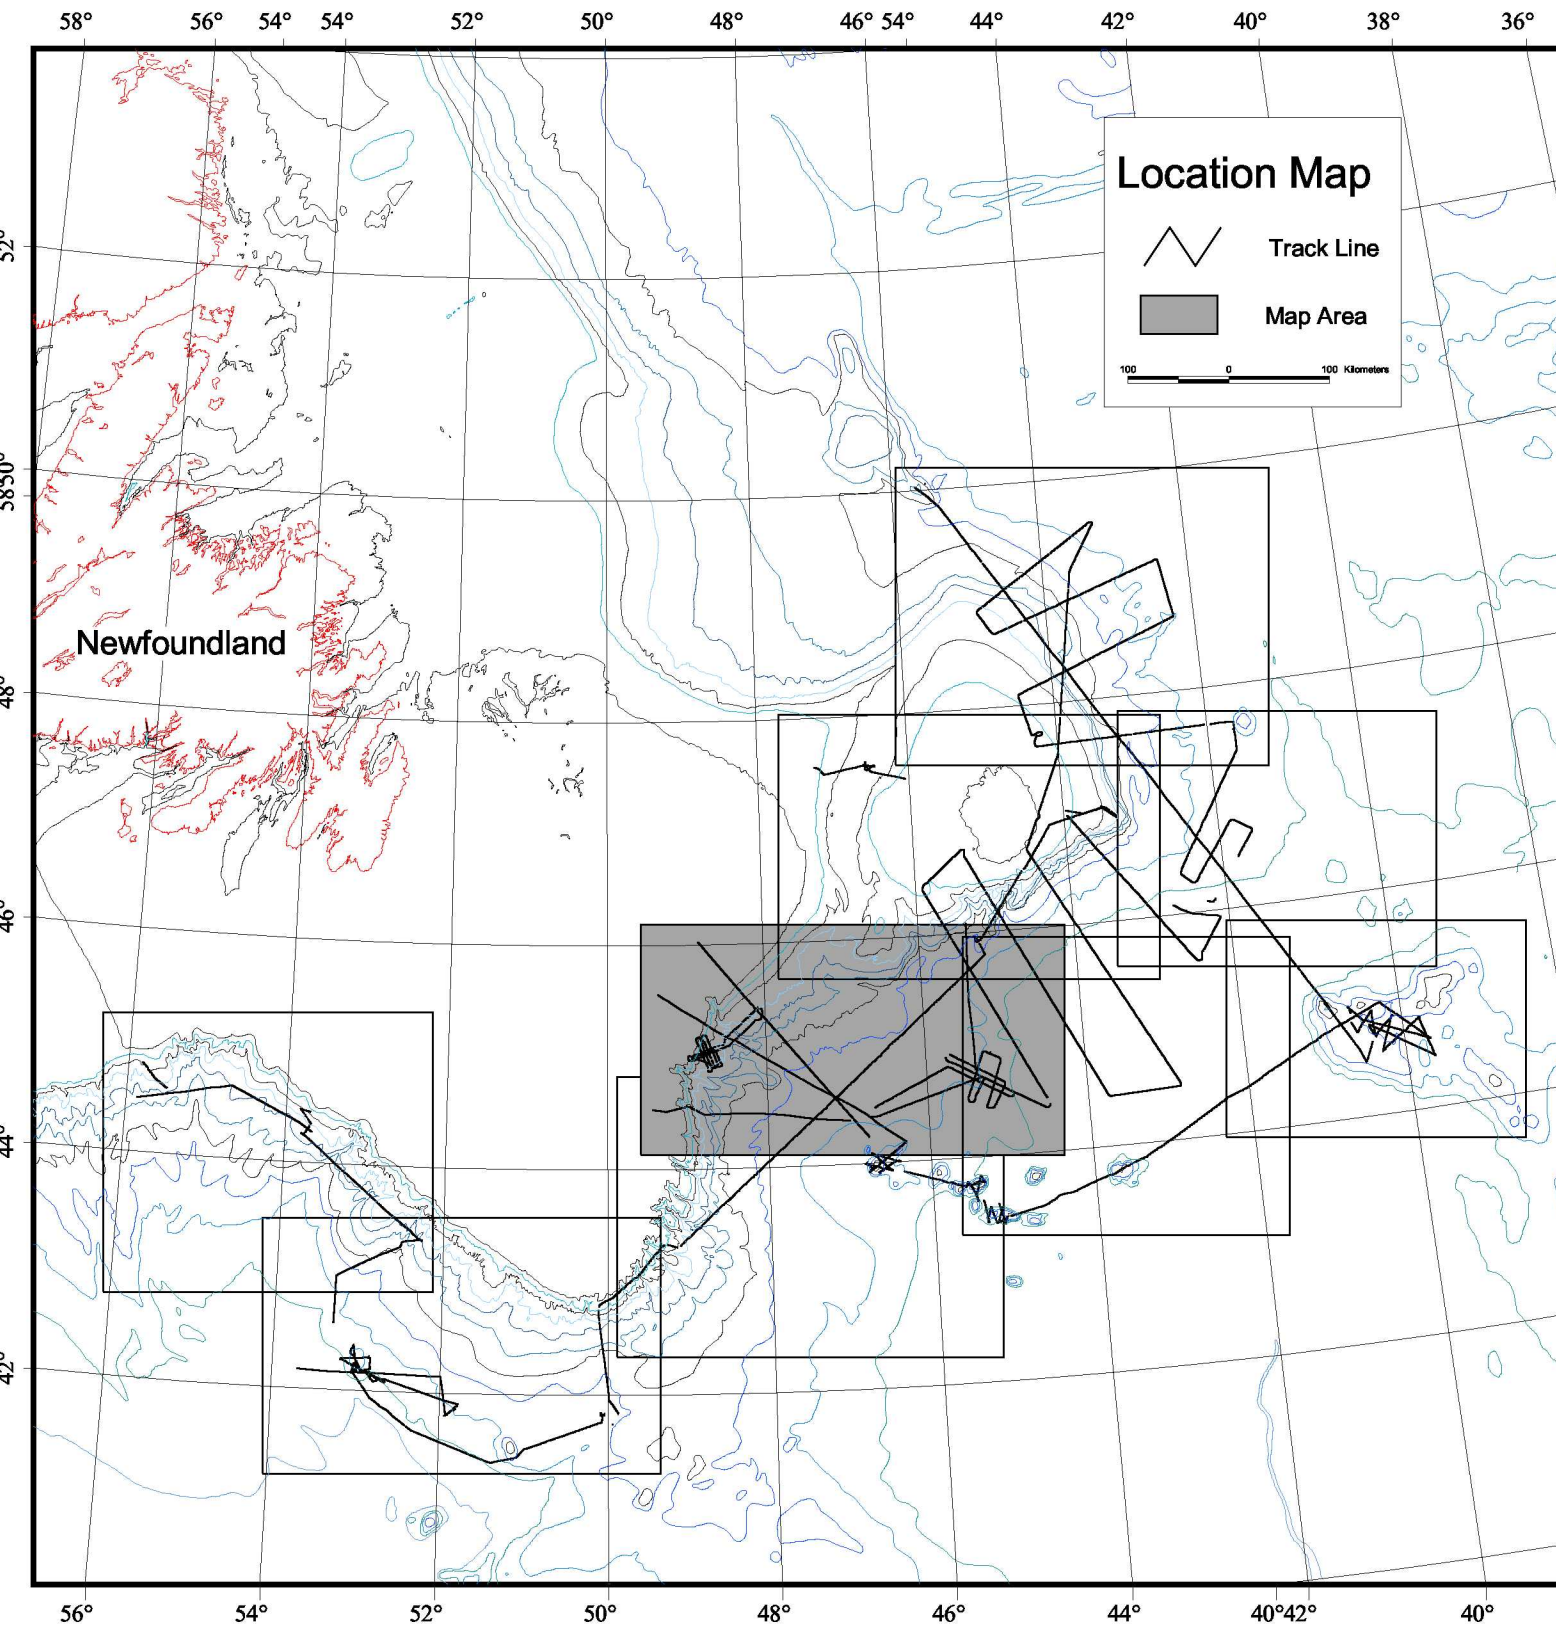 58° 56° 54° 54° 52° 50° 48° 46° 54° 44° 42° 40° 38° 36°
Location Map
Track Line
Map Area
100 0 100 Kilometers
52°
50°
58°
Newfoundland
48°
46°
44°
42°
56° 54° 52° 50° 48° 46° 44° 40° 42° 40°